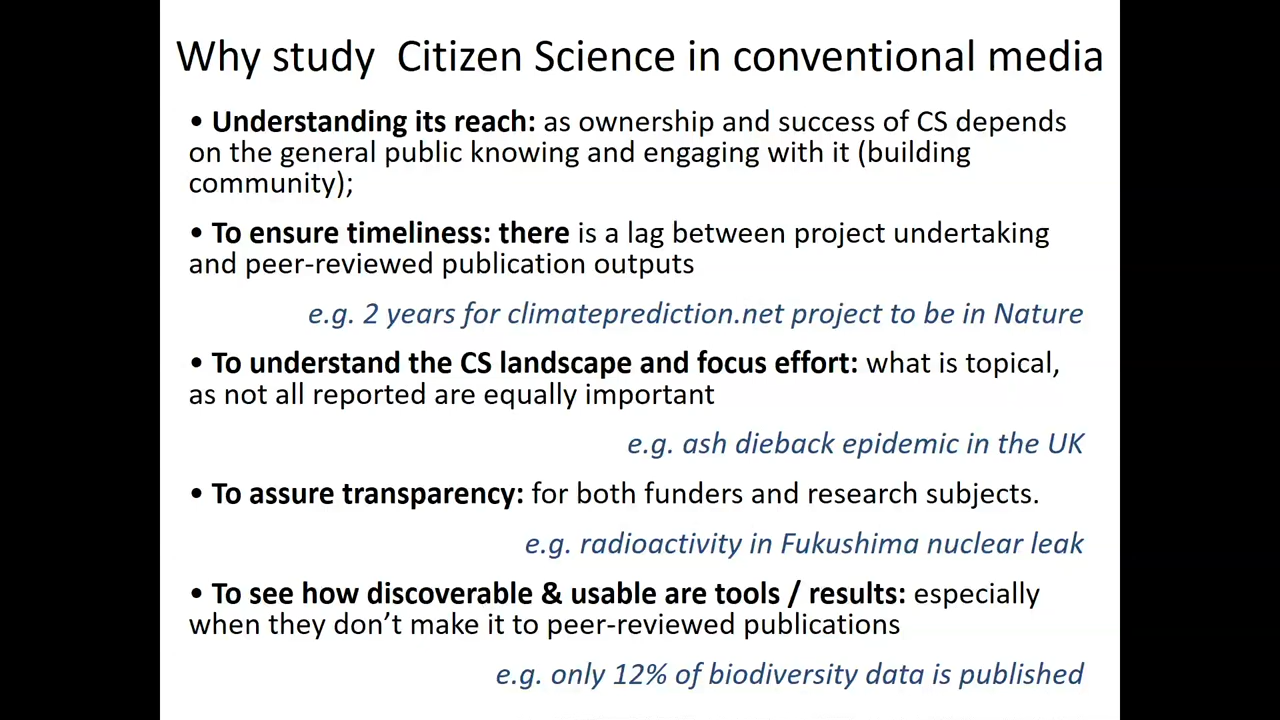 Why study  Citizen Science in conventional media
• Understanding its reach: as ownership and success of CS depends
on the general public knowing and engaging with it (building
community);
• To ensure timeliness: there is a lag between project undertaking
and peer-reviewed publication outputs
e.g. 2 years for climateprediction.net project to be in Nature
• To understand the CS landscape and focus effort: what is topical,
as not all reported are equally important
e.g. ash dieback epidemic in the UK
• To assure transparency: for both funders and research subjects.
e.g. radioactivity in Fukushima nuclear leak
• To see how discoverable & usable are tools / results: especially
when they don’t make it to peer-reviewed publications
e.g. only 12% of biodiversity data is published